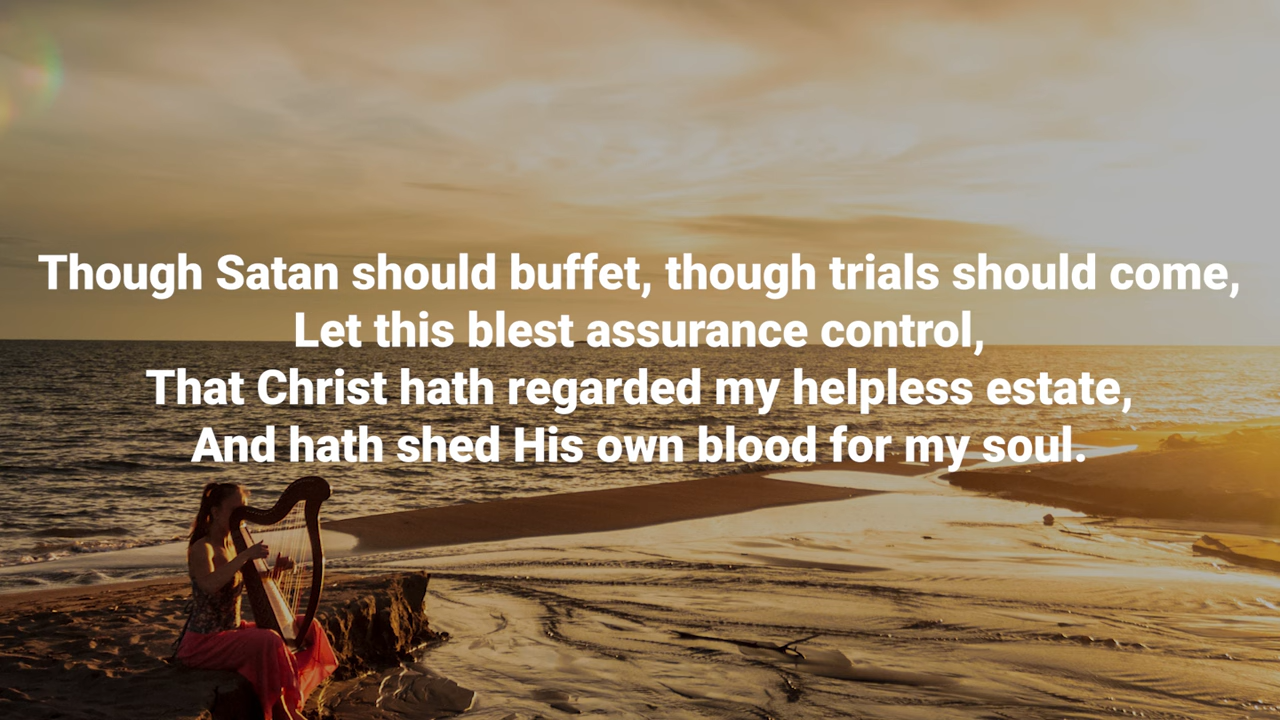 Though Satan should buffet, though trials should come,
Let this blest assurance control,
That Christ hath regarded my helpless estate,
And hath shed His own blood for my soul.